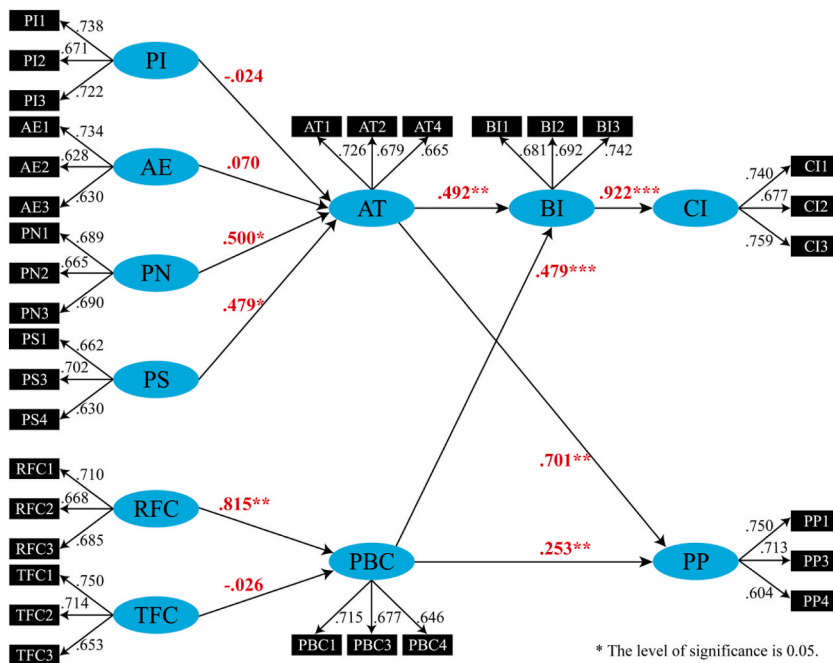 PI1
.738
PI2
.671
PI3
.722
PI
-.024
AE1
.734
AE2
.628
AE3
.630
AE
.070
PN1
.689
PN2
.665
PN3
.690
PN
.500*
PS1
.662
PS3
.702
PS4
.630
PS
.479*
AT1
AT2
AT4
.726
.679
.665
AT
.492**
BI1
BI2
BI3
.681
.692
.742
BI
.922***
CI
.740
CI1
.677
CI2
.759
CI3
.479***
.701**
RFC1
.710
RFC2
.668
RFC3
.685
RFC
.815**
TFC1
.750
TFC2
.714
TFC3
.653
TFC
-.026
PBC
.253**
.715
.677
.646
PBC1
PBC3
PBC4
PP
.750
PP1
.713
PP3
.604
PP4
* The level of significance is 0.05.